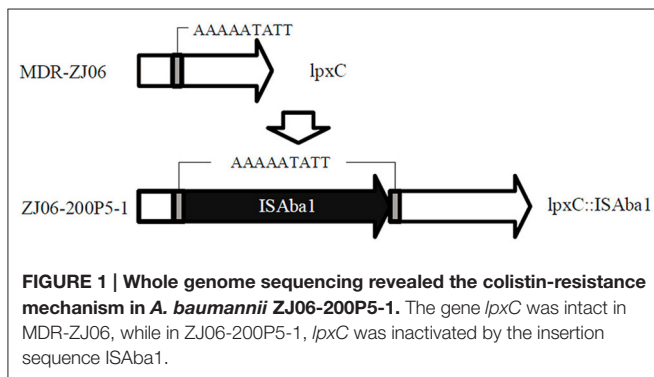 AAAAATATT
MDR-ZJ06
lpxC
AAAAATATT
ZJ06-200P5-1
ISAba1
lpxC::ISAba1
FIGURE 1 | Whole genome sequencing revealed the colistin-resistance
mechanism in A. baumannii ZJ06-200P5-1. The gene lpxC was intact in
MDR-ZJ06, while in ZJ06-200P5-1, lpxC was inactivated by the insertion
sequence ISAba1.